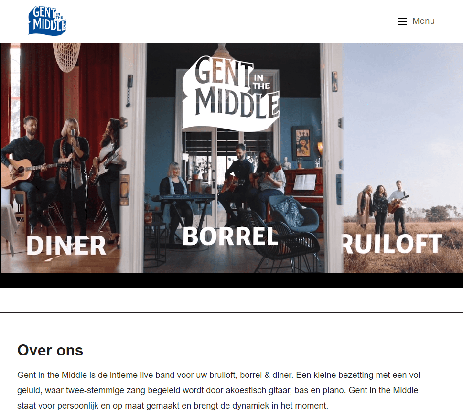 GENT IN THE MIDDLE
Menu
GENT IN THE MIDDLE
DINER
BORREL
RUILOFT
Over ons
Gent in the Middle is de intieme live band voor uw bruiloft, borrel & diner. Een kleine bezetting met een vol
geluid, waar twee-stemmige zang begeleid wordt door akoestisch gitaar, bas en piano. Gent in the Middle
staat voor persoonlijk en op maat gemaakt en brengt de dynamiek in het moment.